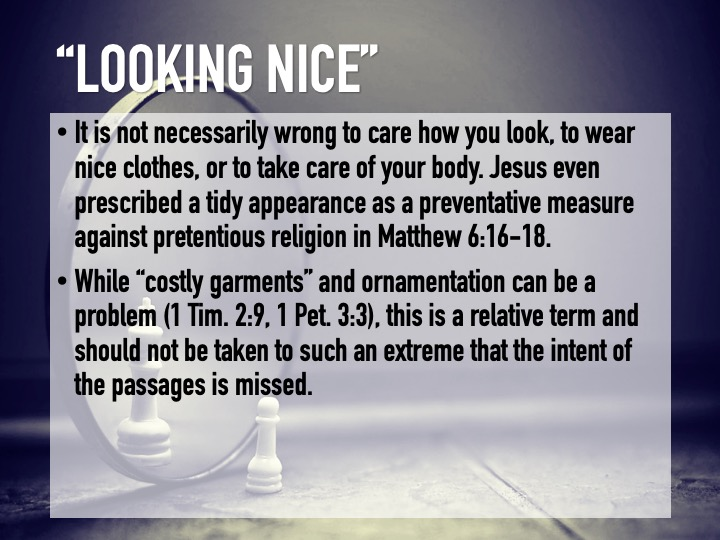 “LOOKING NICE”
• It is not necessarily wrong to care how you look, to wear
nice clothes, or to take care of your body. Jesus even
prescribed a tidy appearance as a preventative measure
against pretentious religion in Matthew 6:16-18.
• While “costly garments” and ornamentation can be a
problem (1 Tim. 2:9, 1 Pet. 3:3), this is a relative term and
should not be taken to such an extreme that the intent of
the passages is missed.